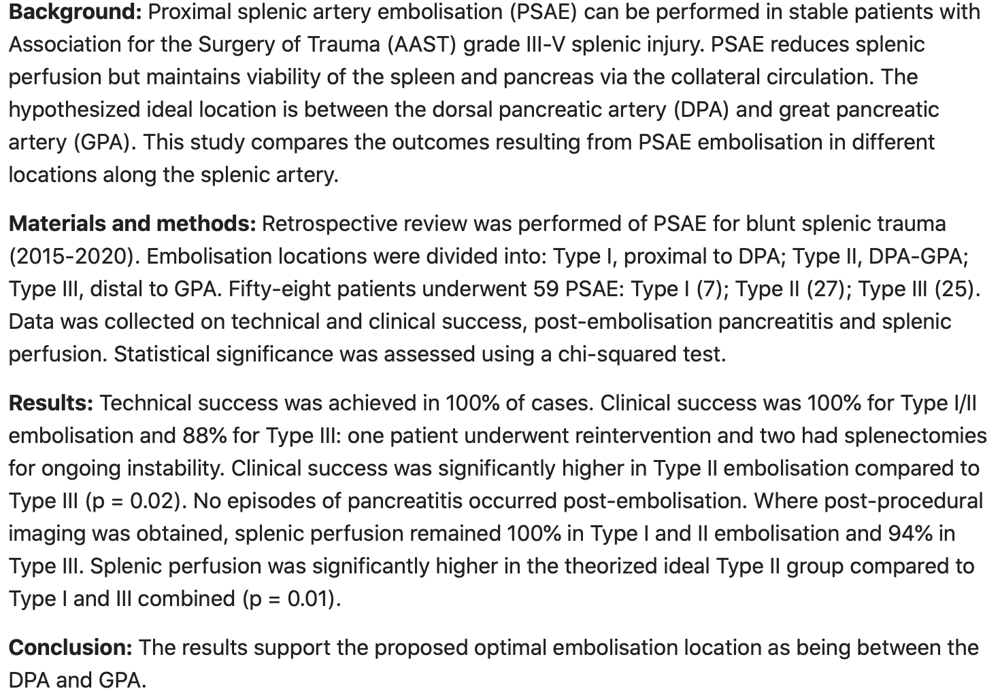 Background: Proximal splenic artery embolisation (PSAE) can be performed in stable patients with
Association for the Surgery of Trauma (AAST) grade III-V splenic injury. PSAE reduces splenic
perfusion but maintains viability of the spleen and pancreas via the collateral circulation. The
hypothesized ideal location is between the dorsal pancreatic artery (DPA) and great pancreatic
artery (GPA). This study compares the outcomes resulting from PSAE embolisation in different
locations along the splenic artery.
Materials and methods: Retrospective review was performed of PSAE for blunt splenic trauma
(2015-2020). Embolisation locations were divided into: Type I, proximal to DPA; Type II, DPA-GPA;
Type III, distal to GPA. Fifty-eight patients underwent 59 PSAE: Type I (7); Type II (27); Type III (25).
Data was collected on technical and clinical success, post-embolisation pancreatitis and splenic
perfusion. Statistical significance was assessed using a chi-squared test.
Results: Technical success was achieved in 100% of cases. Clinical success was 100% for Type I/II
embolisation and 88% for Type III: one patient underwent reintervention and two had splenectomies
for ongoing instability. Clinical success was significantly higher in Type II embolisation compared to
Type III (p = 0.02). No episodes of pancreatitis occurred post-embolisation. Where post-procedural
imaging was obtained, splenic perfusion remained 100% in Type I and II embolisation and 94% in
Type III. Splenic perfusion was significantly higher in the theorized ideal Type II group compared to
Type I and III combined (p = 0.01).
Conclusion: The results support the proposed optimal embolisation location as being between the
DPA and GPA.